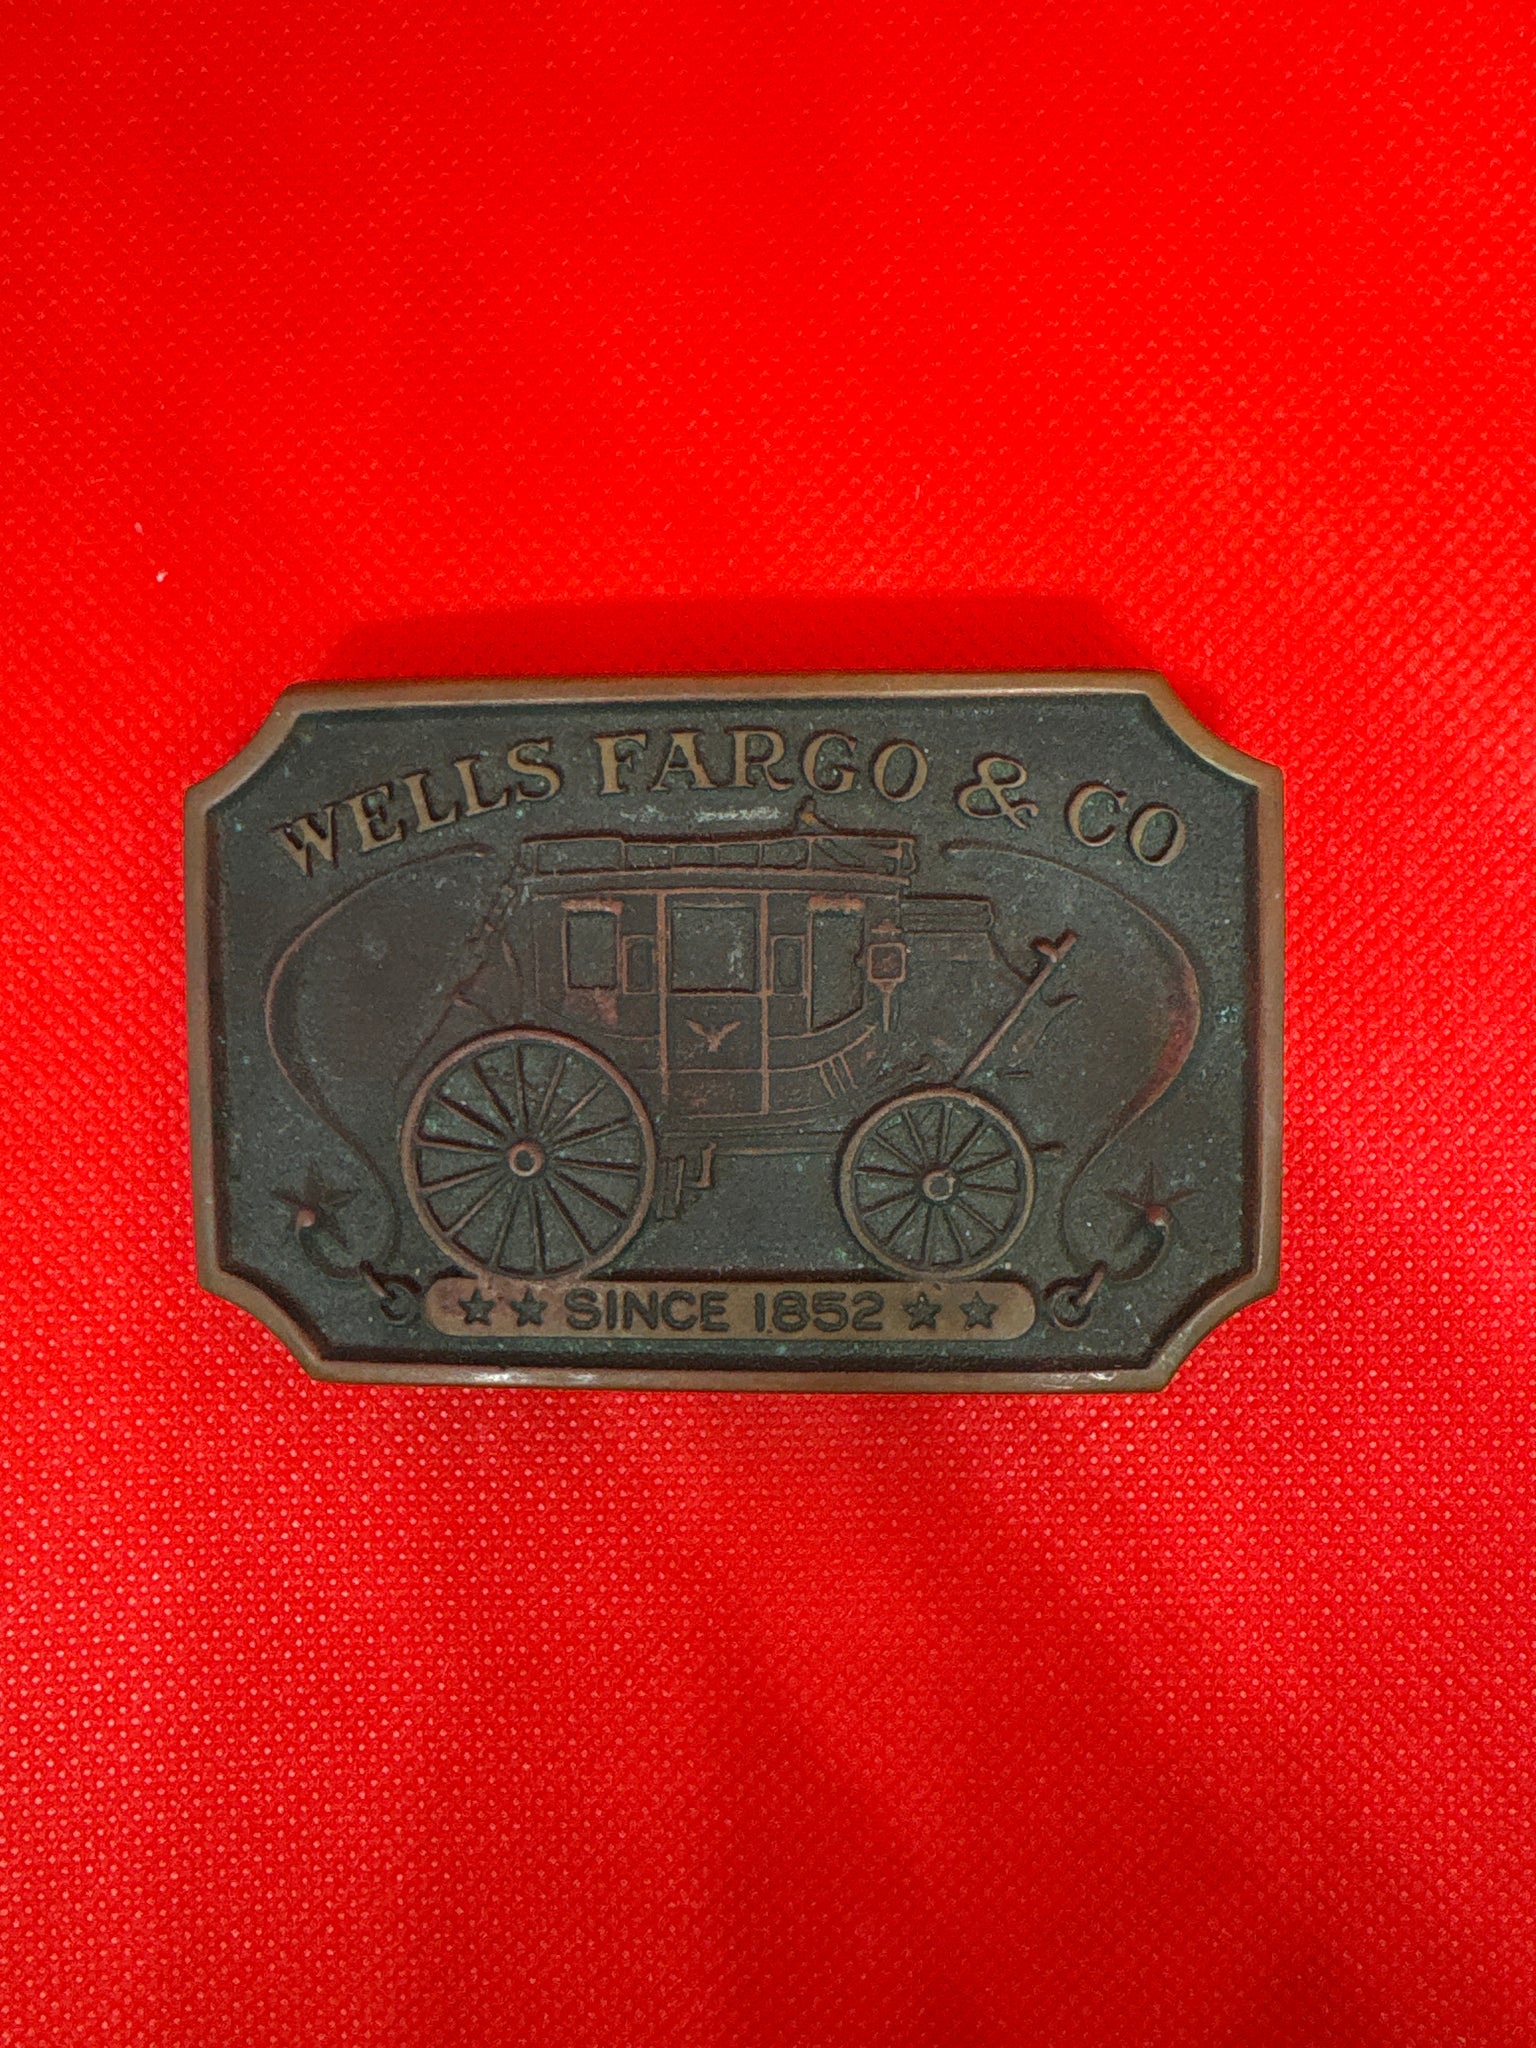 WELLS FARGO & CO
★★ SINCE 1852 ★★